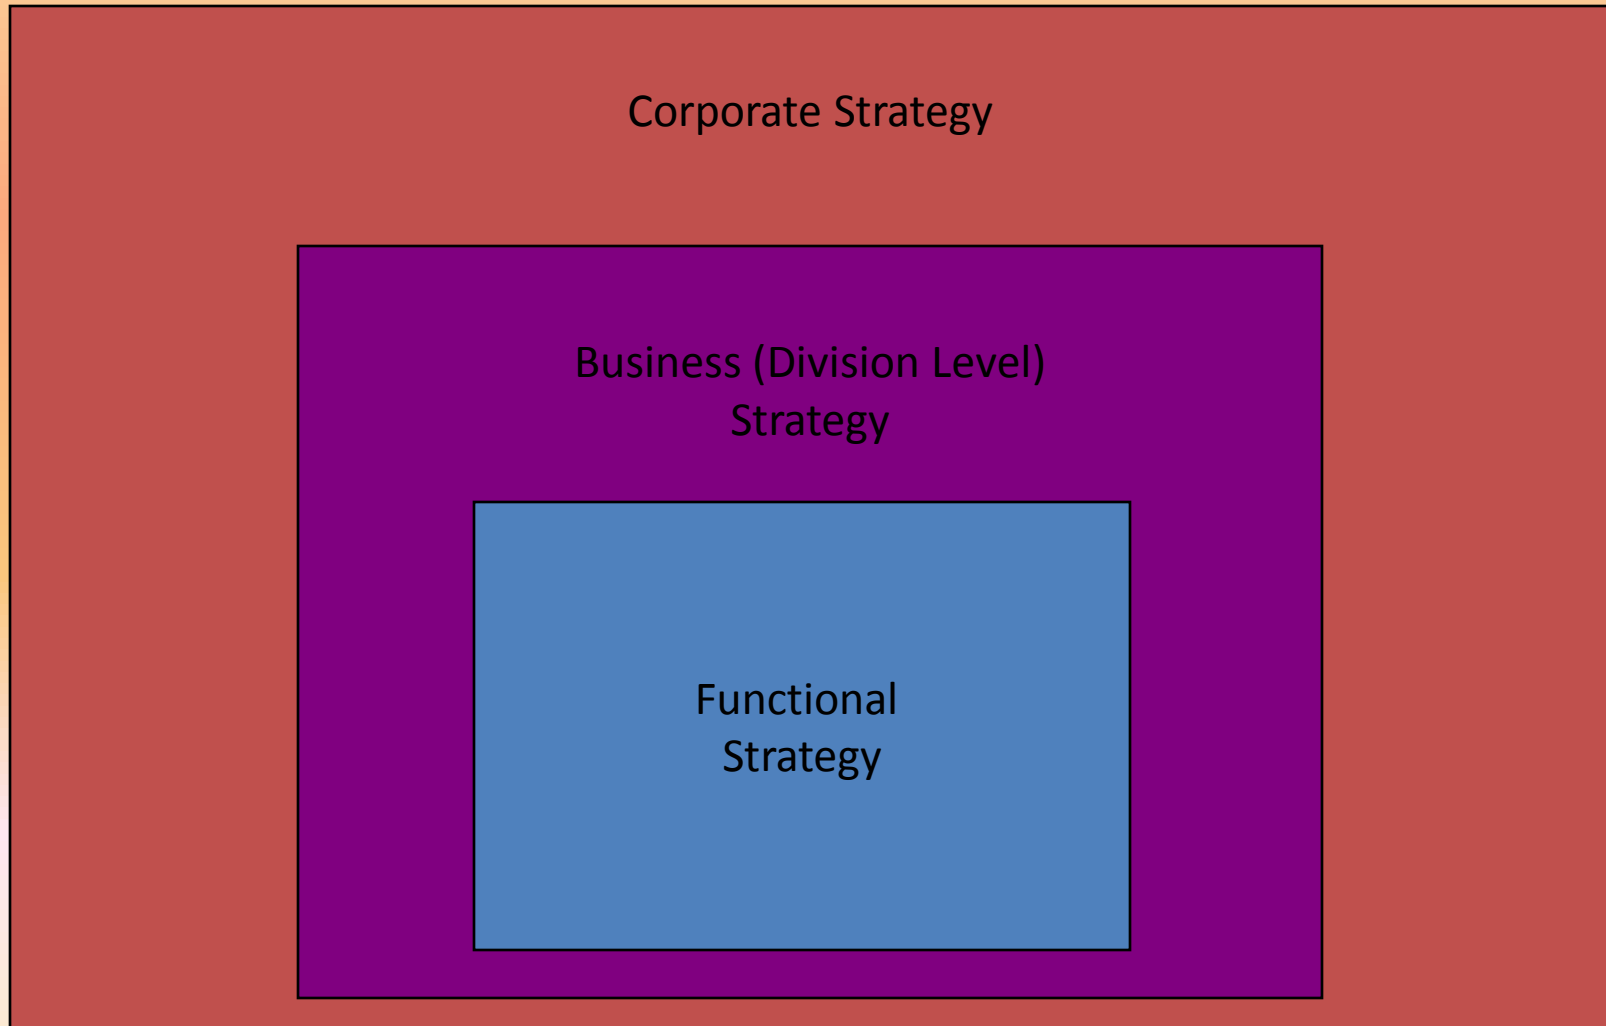 Corporate Strategy
Business (Division Level)
Strategy
Functional
Strategy